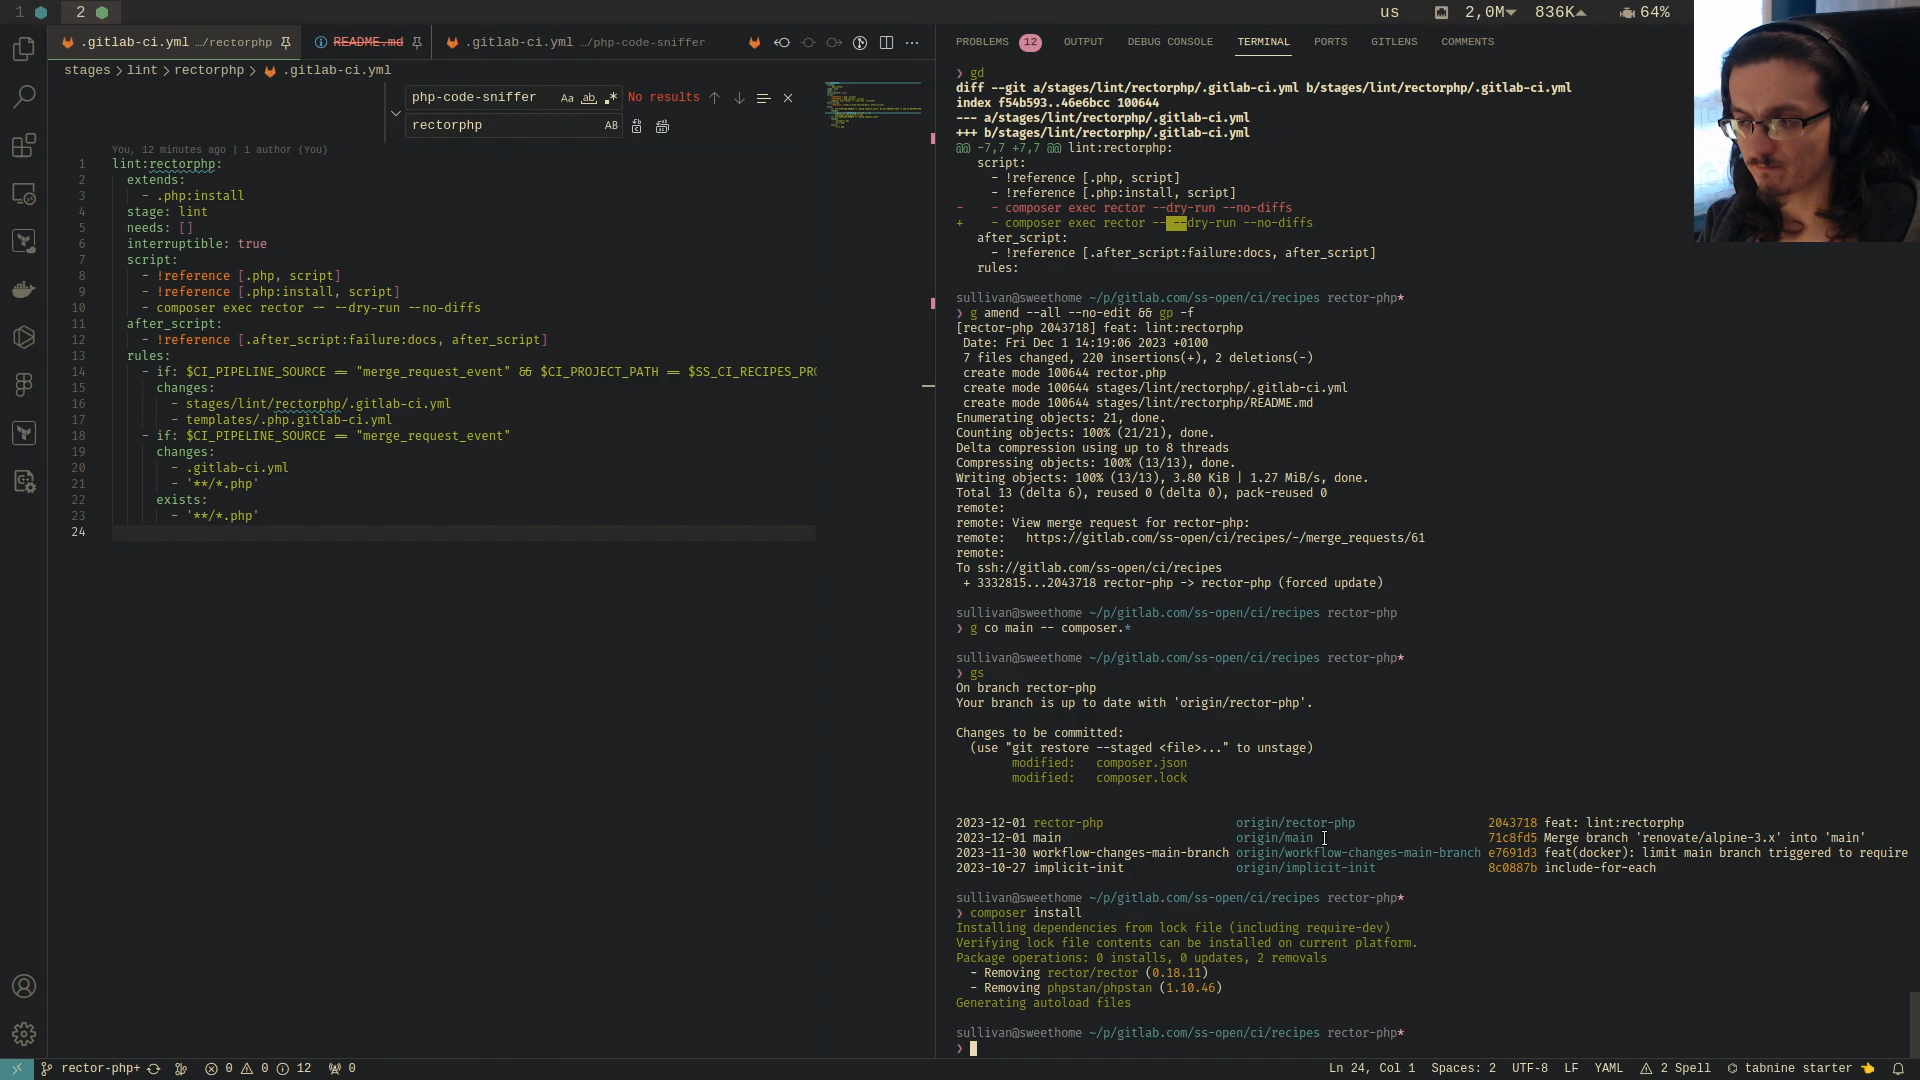 1 2 us 2,0M 836K 64%
.gitlab-ci.yml …/rectorphp README.md .gitlab-ci.yml …/php-code-sniffer
stages > lint > rectorphp > .gitlab-ci.yml
php-code-sniffer Aa ab .* No results
rectorphp AB
You, 12 minutes ago | 1 author (You)
1 lint:rectorphp:
2 extends:
3 - .php:install
4 stage: lint
5 needs: []
6 interruptible: true
7 script:
8 - !reference [.php, script]
9 - !reference [.php:install, script]
10 - composer exec rector -- --dry-run --no-diffs
11 after_script:
12 - !reference [.after_script:failure:docs, after_script]
13 rules:
14 - if: $CI_PIPELINE_SOURCE == "merge_request_event" && $CI_PROJECT_PATH == $SS_CI_RECIPES_PRO
15 changes:
16 - stages/lint/rectorphp/.gitlab-ci.yml
17 - templates/.php.gitlab-ci.yml
18 - if: $CI_PIPELINE_SOURCE == "merge_request_event"
19 changes:
20 - .gitlab-ci.yml
21 - '**/*.php'
22 exists:
23 - '**/*.php'
24
PROBLEMS 12 OUTPUT DEBUG CONSOLE TERMINAL PORTS GITLENS COMMENTS
❯ gd
diff --git a/stages/lint/rectorphp/.gitlab-ci.yml b/stages/lint/rectorphp/.gitlab-ci.yml
index f54b593..46e6bcc 100644
--- a/stages/lint/rectorphp/.gitlab-ci.yml
+++ b/stages/lint/rectorphp/.gitlab-ci.yml
@@ -7,7 +7,7 @@ lint:rectorphp:
script:
- !reference [.php, script]
- !reference [.php:install, script]
- - composer exec rector --dry-run --no-diffs
+ - composer exec rector -- --dry-run --no-diffs
after_script:
- !reference [.after_script:failure:docs, after_script]
rules:
sullivan@sweethome ~/p/gitlab.com/ss-open/ci/recipes rector-php*
❯ g amend --all --no-edit && gp -f
[rector-php 2043718] feat: lint:rectorphp
Date: Fri Dec 1 14:19:06 2023 +0100
7 files changed, 220 insertions(+), 2 deletions(-)
create mode 100644 rector.php
create mode 100644 stages/lint/rectorphp/.gitlab-ci.yml
create mode 100644 stages/lint/rectorphp/README.md
Enumerating objects: 21, done.
Counting objects: 100% (21/21), done.
Delta compression using up to 8 threads
Compressing objects: 100% (13/13), done.
Writing objects: 100% (13/13), 3.80 KiB | 1.27 MiB/s, done.
Total 13 (delta 6), reused 0 (delta 0), pack-reused 0
remote:
remote: View merge request for rector-php:
remote: https://gitlab.com/ss-open/ci/recipes/-/merge_requests/61
remote:
To ssh://gitlab.com/ss-open/ci/recipes
+ 3332815...2043718 rector-php -> rector-php (forced update)
sullivan@sweethome ~/p/gitlab.com/ss-open/ci/recipes rector-php
❯ g co main -- composer.*
sullivan@sweethome ~/p/gitlab.com/ss-open/ci/recipes rector-php*
❯ gs
On branch rector-php
Your branch is up to date with 'origin/rector-php'.
Changes to be committed:
(use "git restore --staged <file>..." to unstage)
modified: composer.json
modified: composer.lock
2023-12-01 rector-php origin/rector-php 2043718 feat: lint:rectorphp
2023-12-01 main origin/main 71c8fd5 Merge branch 'renovate/alpine-3.x' into 'main'
2023-11-30 workflow-changes-main-branch origin/workflow-changes-main-branch e7691d3 feat(docker): limit main branch triggered to require
2023-10-27 implicit-init origin/implicit-init 8c0887b include-for-each
sullivan@sweethome ~/p/gitlab.com/ss-open/ci/recipes rector-php*
❯ composer install
Installing dependencies from lock file (including require-dev)
Verifying lock file contents can be installed on current platform.
Package operations: 0 installs, 0 updates, 2 removals
- Removing rector/rector (0.18.11)
- Removing phpstan/phpstan (1.10.46)
Generating autoload files
sullivan@sweethome ~/p/gitlab.com/ss-open/ci/recipes rector-php*
❯
rector-php+ 0 0 12 0 Ln 24, Col 1 Spaces: 2 UTF-8 LF YAML 2 Spell tabnine starter